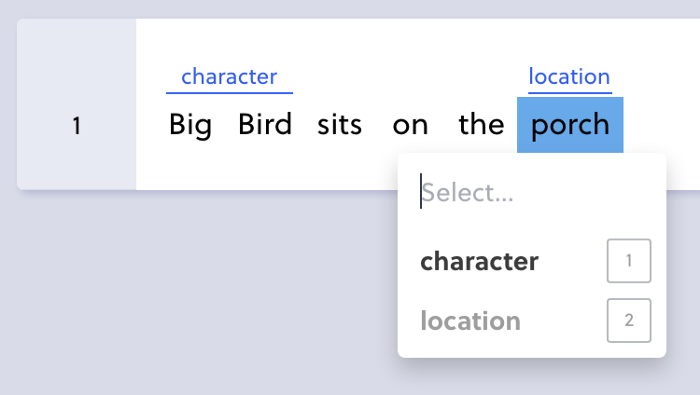 character location
1 Big Bird sits on the porch
Select...
character 1
location 2